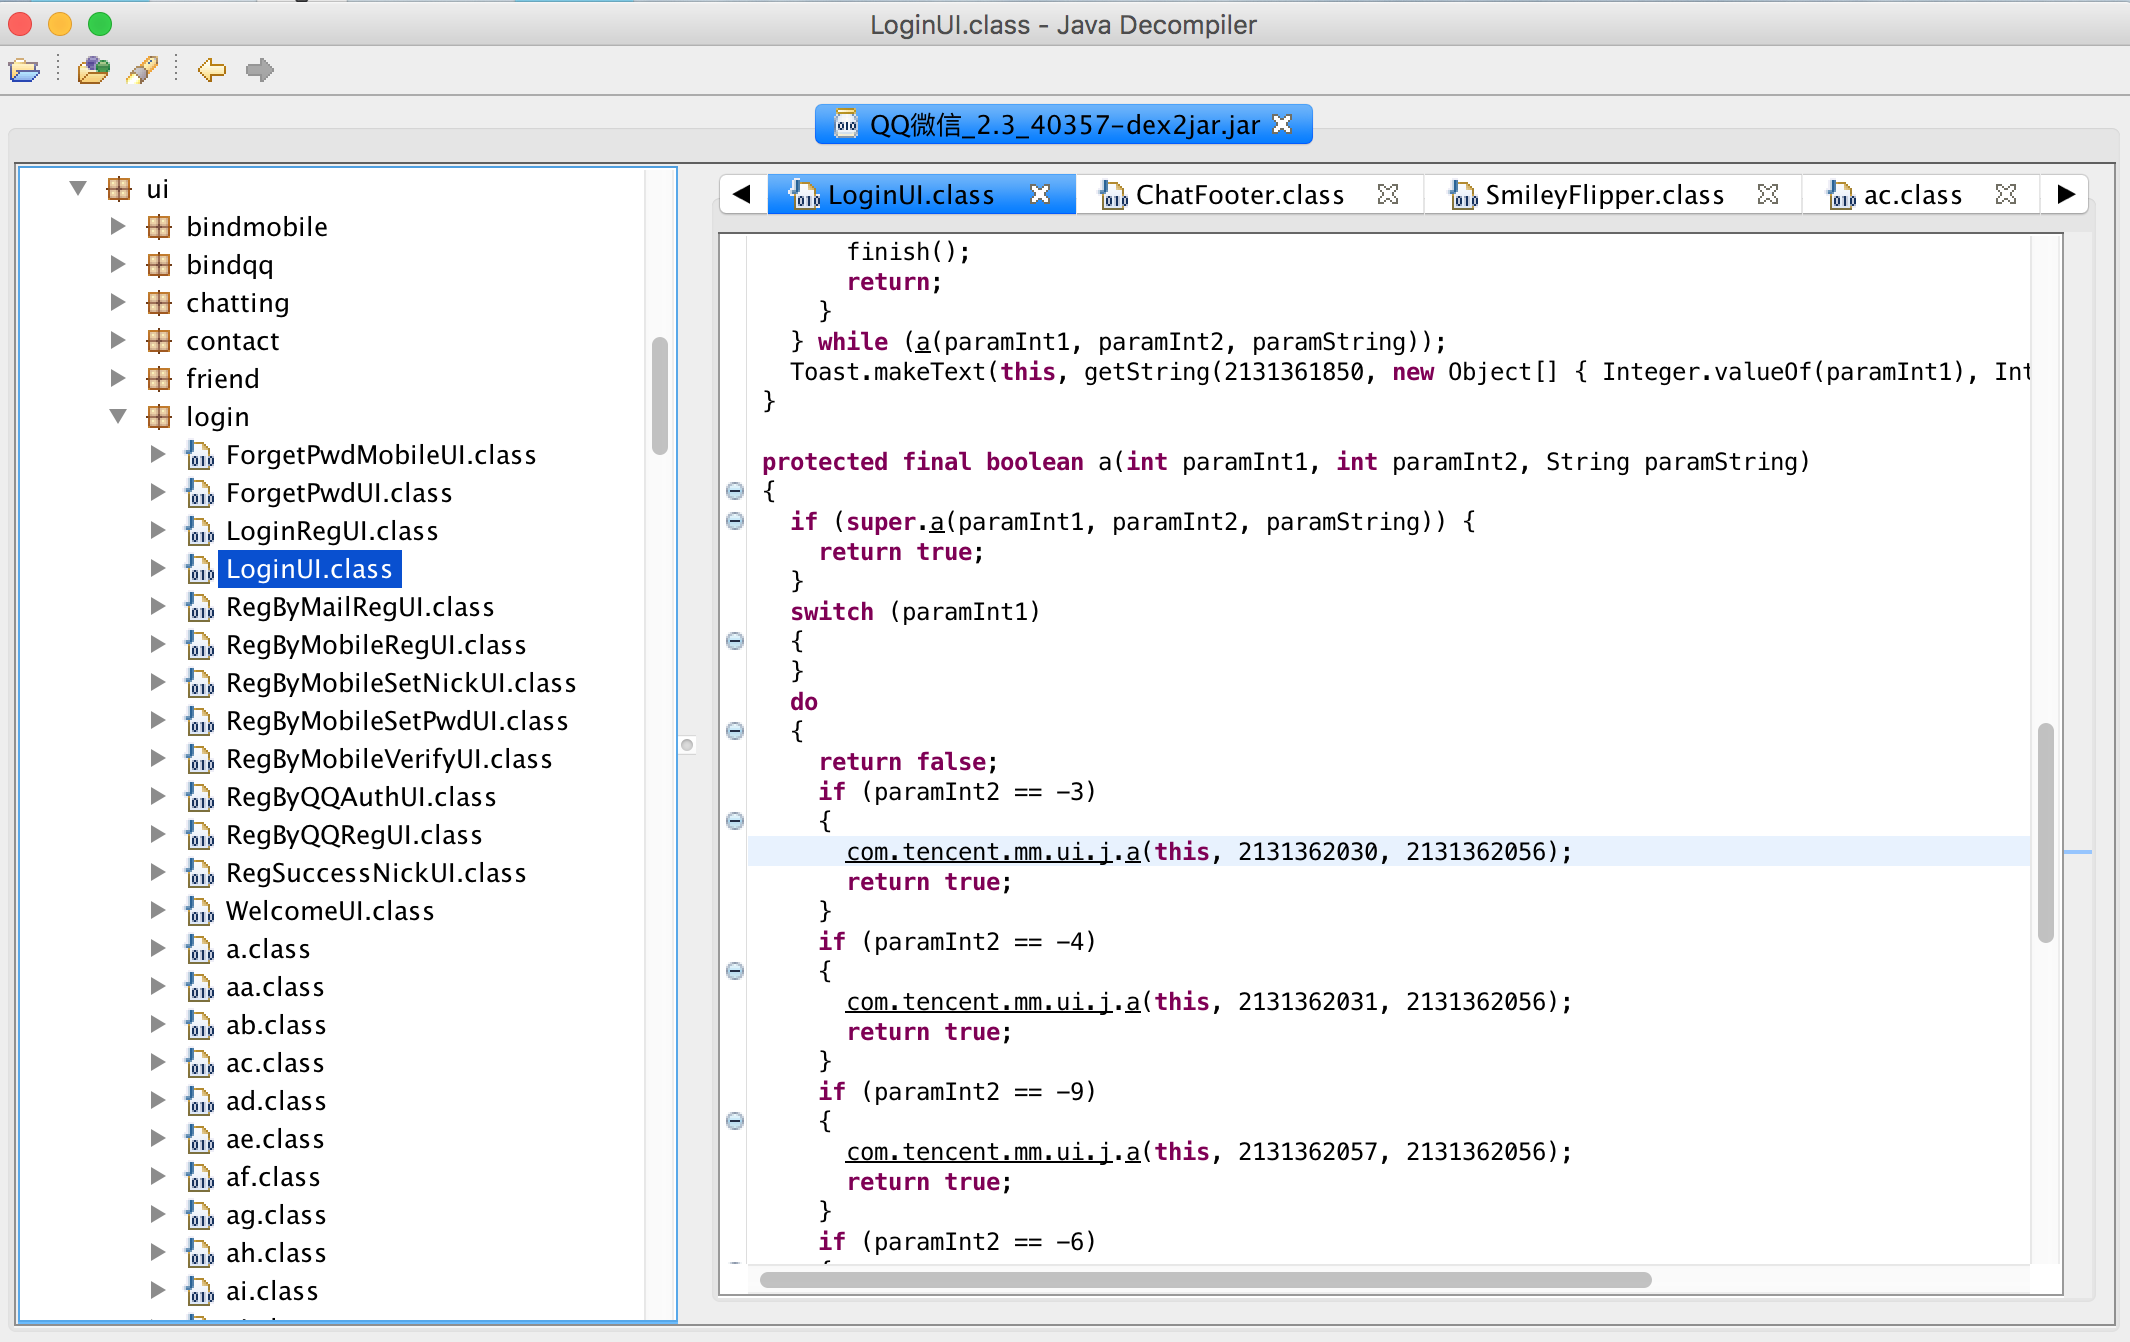 LoginUI.class - Java Decompiler
QQ微信_2.3_40357-dex2jar.jar
ui
bindmobile
bindqq
chatting
contact
friend
login
ForgetPwdMobileUI.class
ForgetPwdUI.class
LoginRegUI.class
LoginUI.class
RegByMailRegUI.class
RegByMobileRegUI.class
RegByMobileSetNickUI.class
RegByMobileSetPwdUI.class
RegByMobileVerifyUI.class
RegByQQAuthUI.class
RegByQQRegUI.class
RegSuccessNickUI.class
WelcomeUI.class
a.class
aa.class
ab.class
ac.class
ad.class
ae.class
af.class
ag.class
ah.class
ai.class
LoginUI.class ChatFooter.class SmileyFlipper.class ac.class
finish();
return;
}
} while (a(paramInt1, paramInt2, paramString));
Toast.makeText(this, getString(2131361850, new Object[] { Integer.valueOf(paramInt1), Int
}
protected final boolean a(int paramInt1, int paramInt2, String paramString)
{
if (super.a(paramInt1, paramInt2, paramString)) {
return true;
}
switch (paramInt1)
{
}
do
{
return false;
if (paramInt2 == -3)
{
com.tencent.mm.ui.j.a(this, 2131362030, 2131362056);
return true;
}
if (paramInt2 == -4)
{
com.tencent.mm.ui.j.a(this, 2131362031, 2131362056);
return true;
}
if (paramInt2 == -9)
{
com.tencent.mm.ui.j.a(this, 2131362057, 2131362056);
return true;
}
if (paramInt2 == -6)